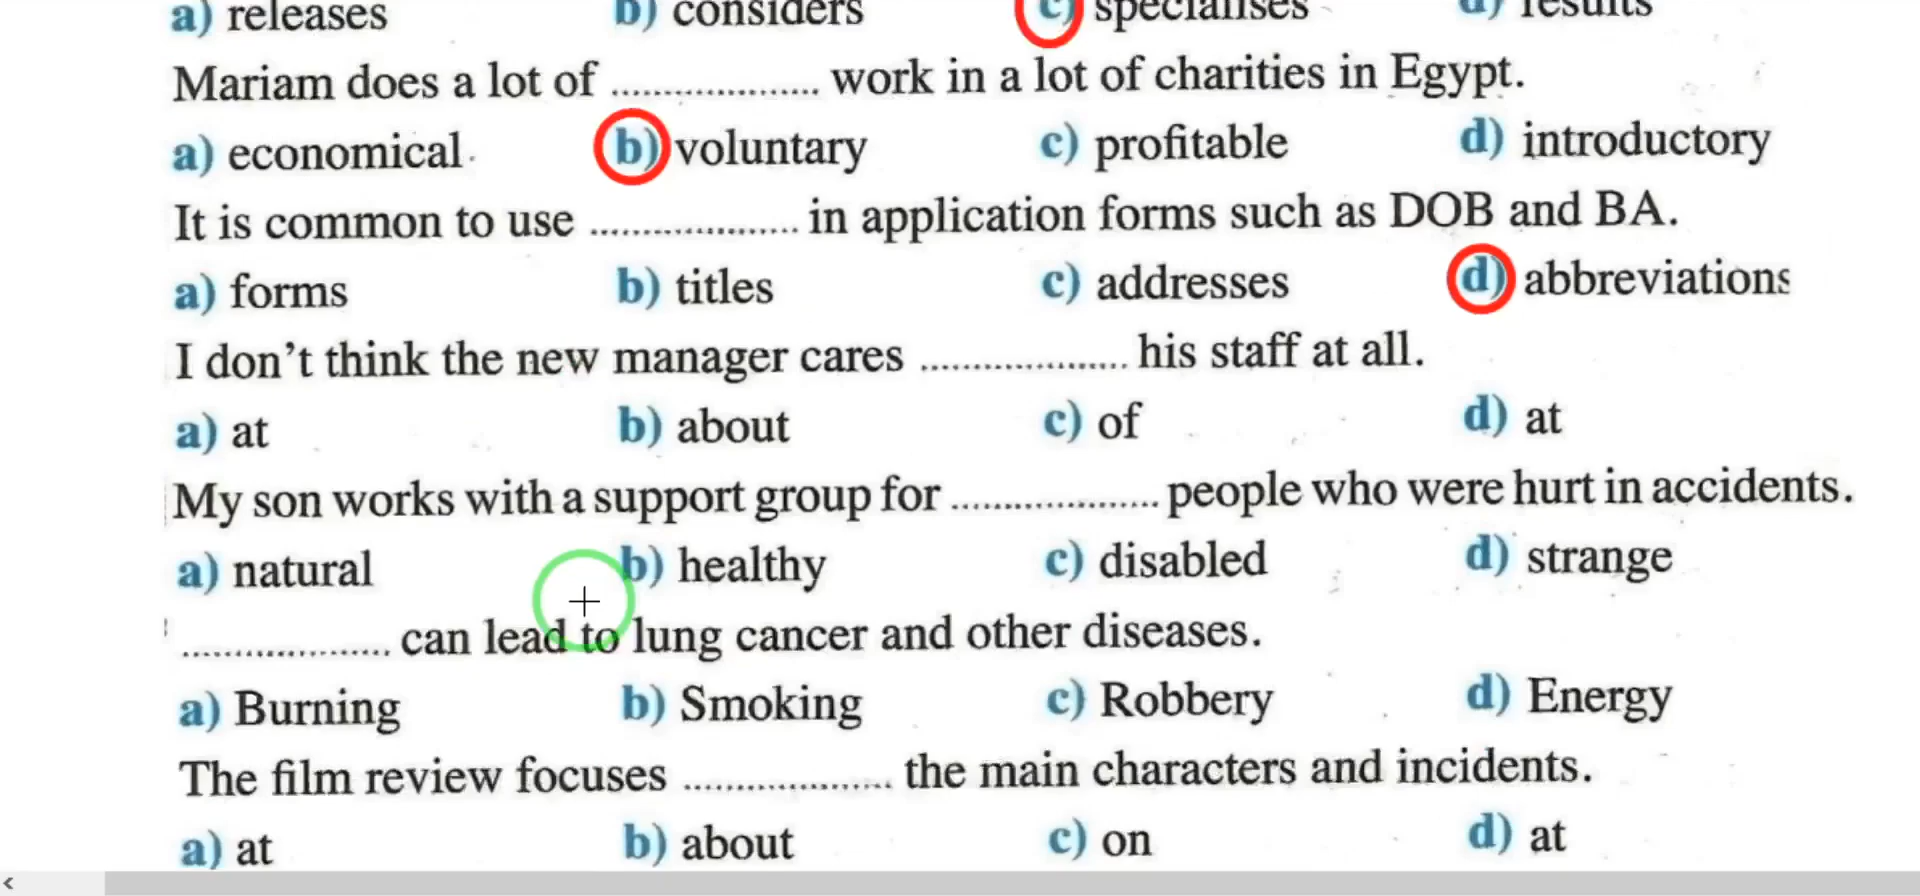 a) releases b) considers c) specialises d) results
Mariam does a lot of .................... work in a lot of charities in Egypt.
a) economical b) voluntary c) profitable d) introductory
It is common to use .................... in application forms such as DOB and BA.
a) forms b) titles c) addresses d) abbreviations
I don't think the new manager cares .................... his staff at all.
a) at b) about c) of d) at
My son works with a support group for .................... people who were hurt in accidents.
a) natural b) healthy c) disabled d) strange
.................... can lead to lung cancer and other diseases.
a) Burning b) Smoking c) Robbery d) Energy
The film review focuses .................... the main characters and incidents.
a) at b) about c) on d) at